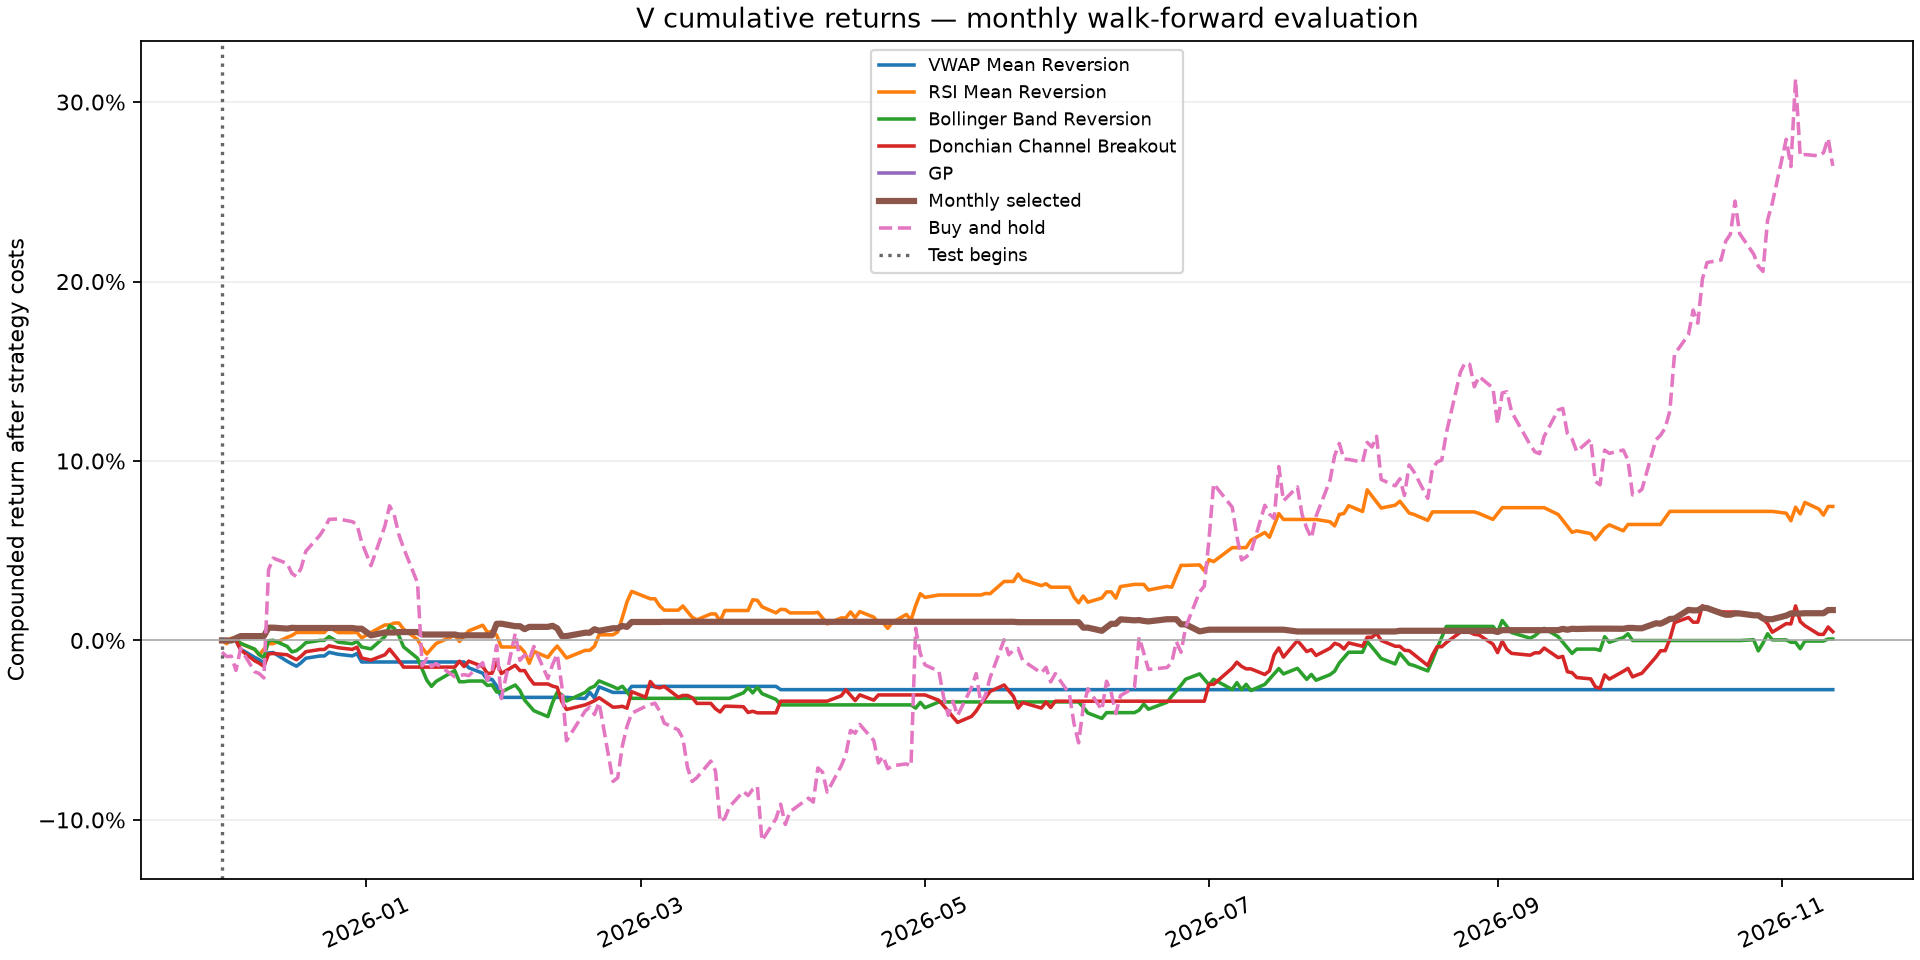 V cumulative returns — monthly walk-forward evaluation
Compounded return after strategy costs
30.0%
20.0%
10.0%
0.0%
−10.0%
VWAP Mean Reversion
RSI Mean Reversion
Bollinger Band Reversion
Donchian Channel Breakout
GP
Monthly selected
Buy and hold
Test begins
2026-01
2026-03
2026-05
2026-07
2026-09
2026-11